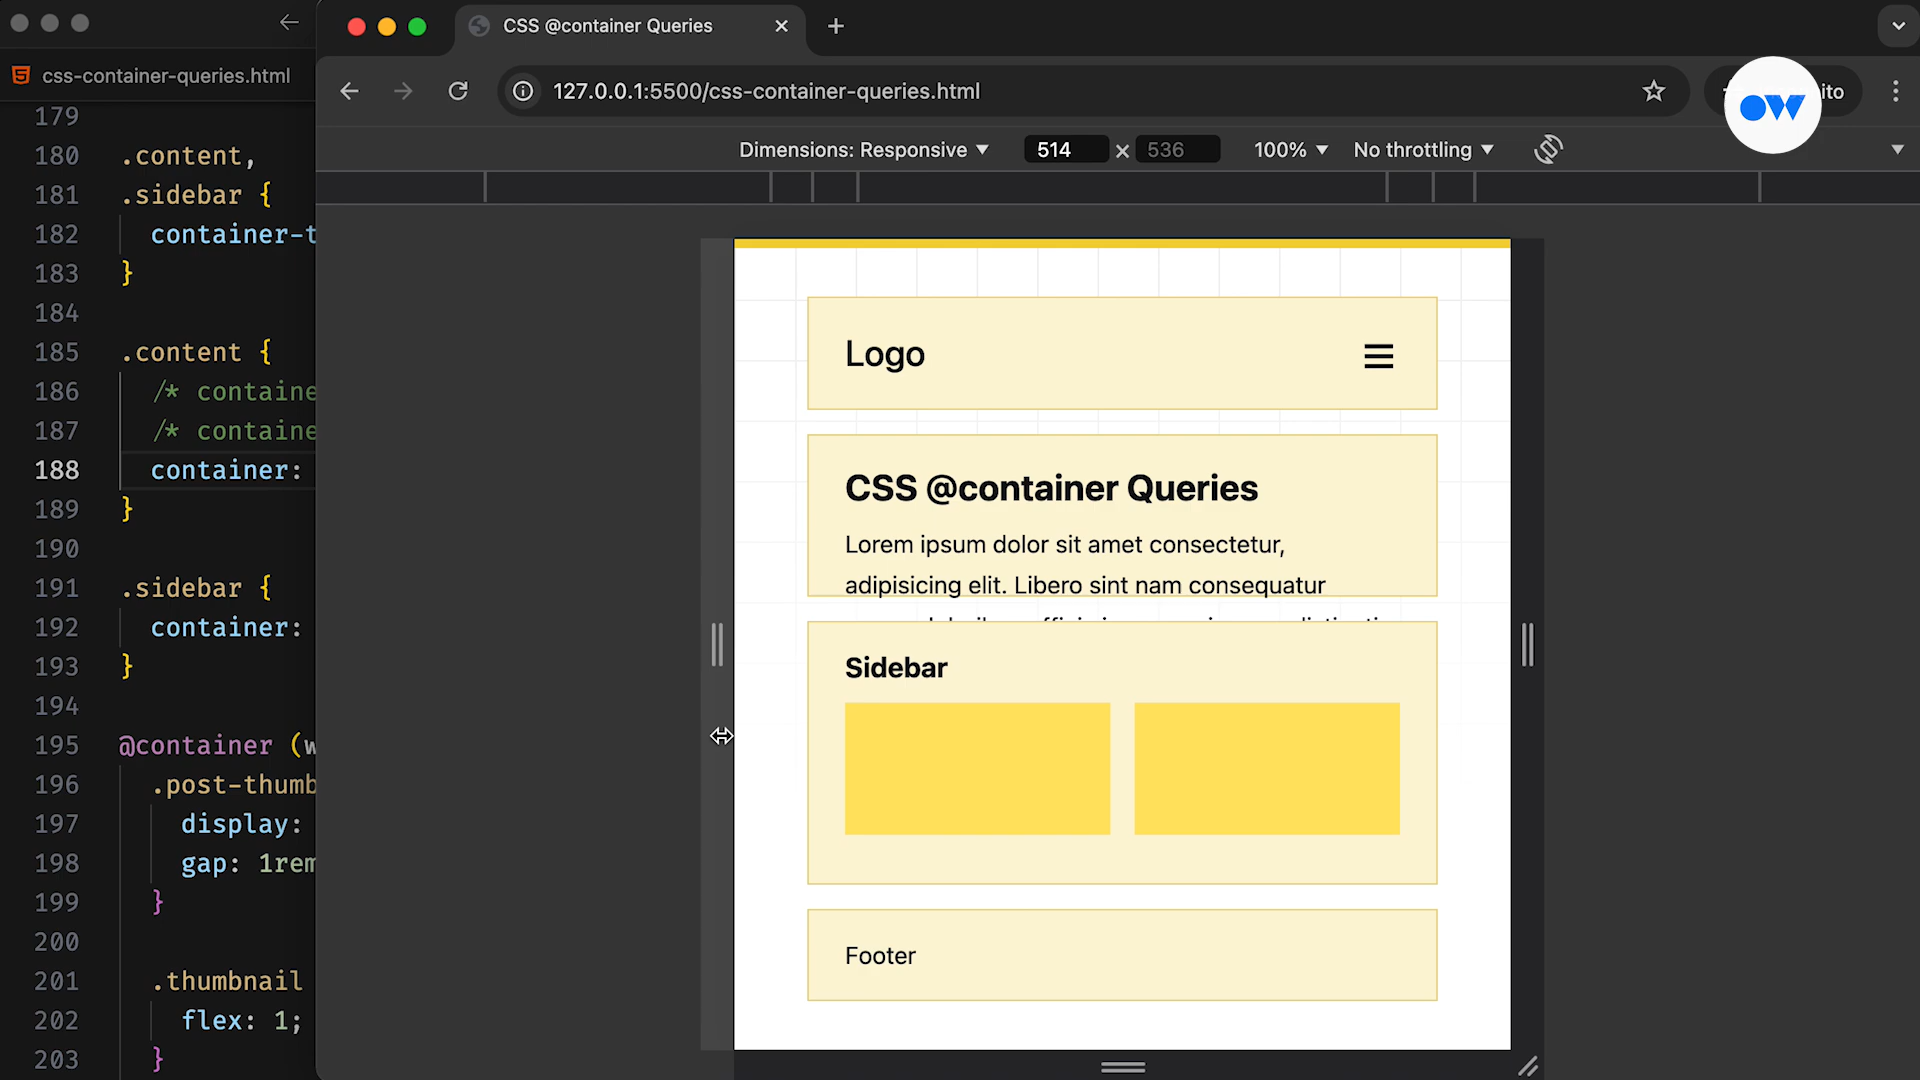 CSS @container Queries
css-container-queries.html
127.0.0.1:5500/css-container-queries.html
ito
OW
Dimensions: Responsive
514 × 536
100%
No throttling
179
180 .content,
181 .sidebar {
182 container-t
183 }
184
185 .content {
186 /* containe
187 /* containe
188 container:
189 }
190
191 .sidebar {
192 container:
193 }
194
195 @container (w
196 .post-thumb
197 display:
198 gap: 1rem
199 }
200
201 .thumbnail
202 flex: 1;
203 }
Logo
CSS @container Queries
Lorem ipsum dolor sit amet consectetur,
adipisicing elit. Libero sint nam consequatur
Sidebar
Footer